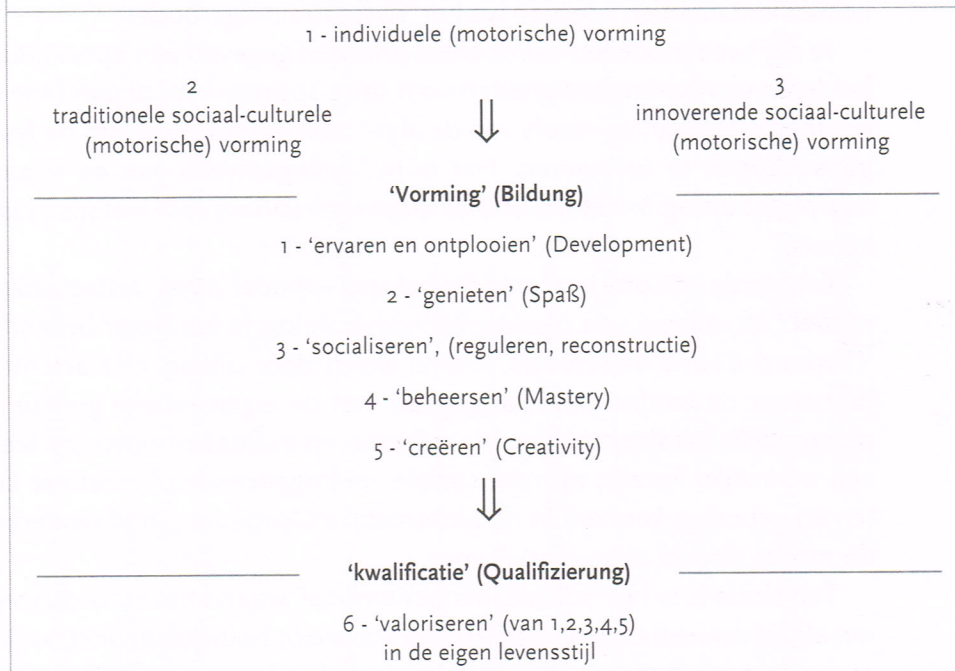 1 - individuele (motorische) vorming
2
traditionele sociaal-culturele
(motorische) vorming
3
innoverende sociaal-culturele
(motorische) vorming
‘Vorming’ (Bildung)
1 - ‘ervaren en ontplooien’ (Development)
2 - ‘genieten’ (Spaß)
3 - ‘socialiseren’, (reguleren, reconstructie)
4 - ‘beheersen’ (Mastery)
5 - ‘creëren’ (Creativity)
‘kwalificatie’ (Qualifizierung)
6 - ‘valoriseren’ (van 1,2,3,4,5)
in de eigen levensstijl